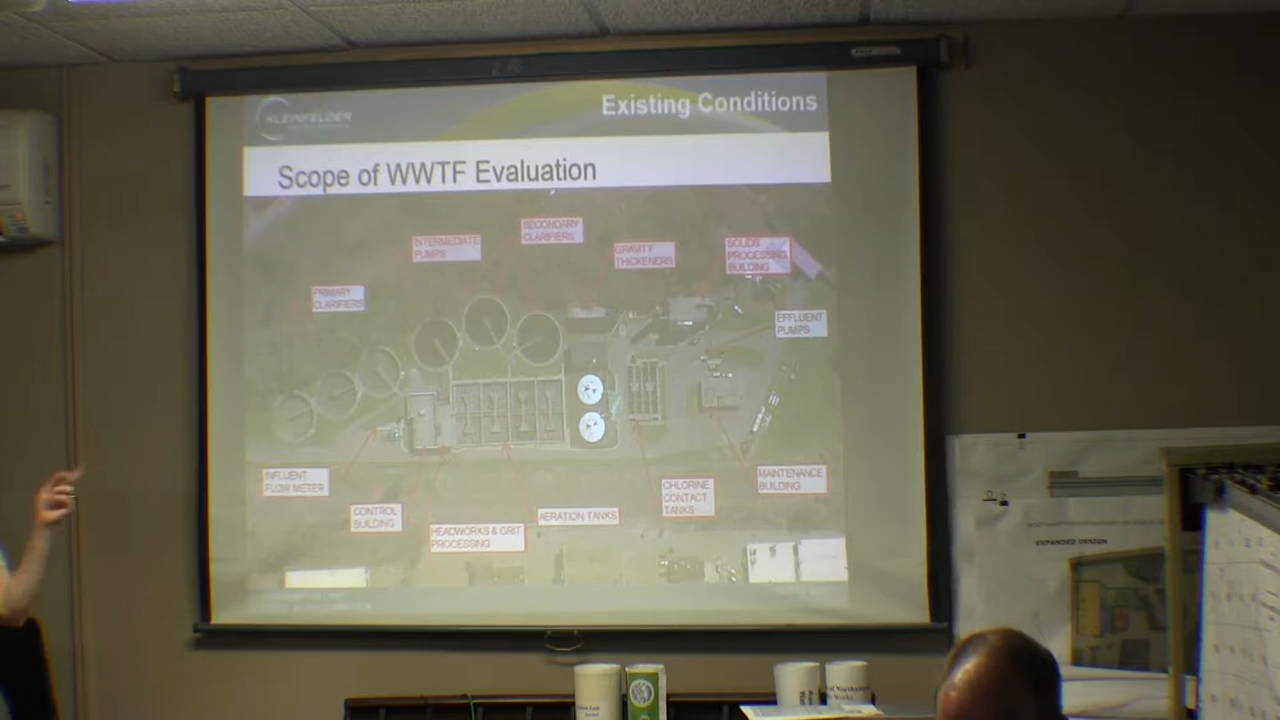 KLEINFELDER
Existing Conditions
Scope of WWTF Evaluation
SECONDARY
CLARIFIERS
INTERMEDIATE
PUMPS
GRAVITY
THICKENERS
SOLIDS
PROCESSING
BUILDING
PRIMARY
CLARIFIERS
EFFLUENT
PUMPS
INFLUENT
FLOW METER
CONTROL
BUILDING
HEADWORKS & GRIT
PROCESSING
AERATION TANKS
CHLORINE
CONTACT
TANKS
MAINTENANCE
BUILDING
EXPANDED DESIGN